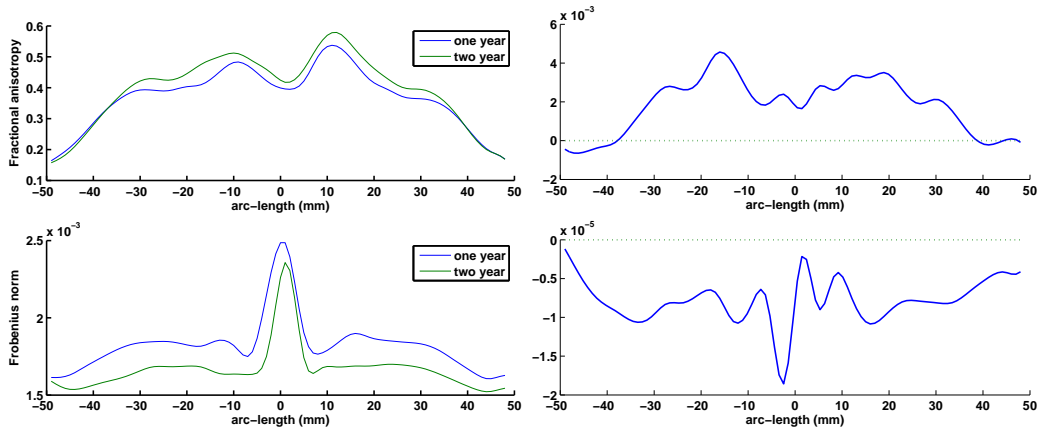 Fractional anisotropy
0.6
0.5
0.4
0.3
0.2
0.1
one year
two year
−50 −40 −30 −20 −10 0 10 20 30 40 50
arc−length (mm)
x 10⁻³
6
4
2
0
−2
−50 −40 −30 −20 −10 0 10 20 30 40 50
arc−length (mm)
Frobenius norm
x 10⁻³
2.5
2
1.5
one year
two year
−50 −40 −30 −20 −10 0 10 20 30 40 50
arc−length (mm)
x 10⁻⁵
0
−0.5
−1
−1.5
−2
−50 −40 −30 −20 −10 0 10 20 30 40 50
arc−length (mm)